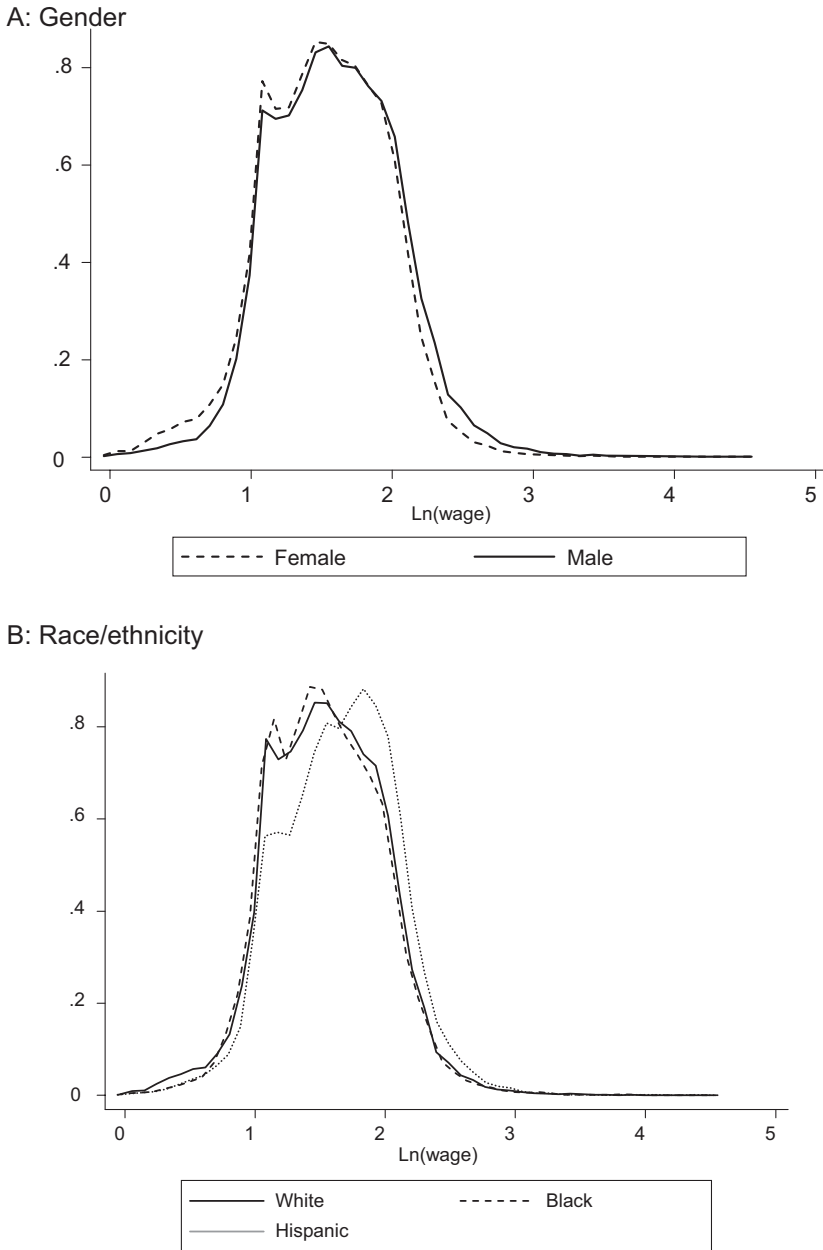 A: Gender
.8
.6
.4
.2
0
0 1 2 3 4 5
Ln(wage)
Female Male
B: Race/ethnicity
.8
.6
.4
.2
0
0 1 2 3 4 5
Ln(wage)
White Black
Hispanic